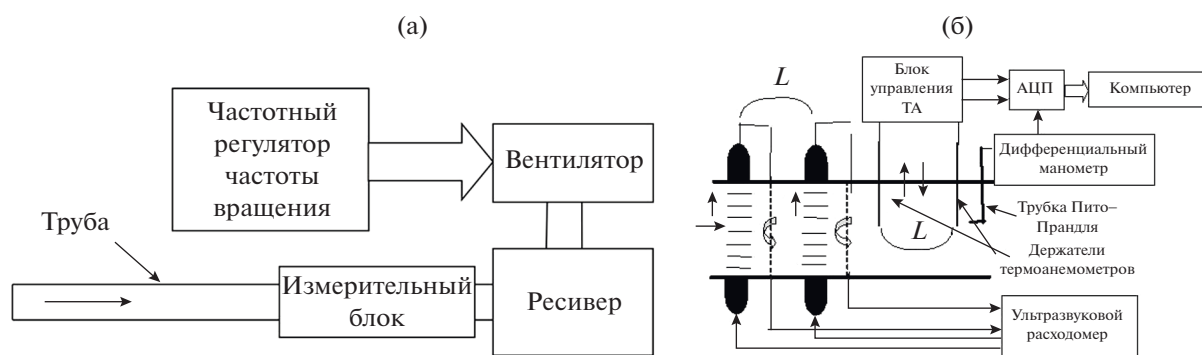 (а)
Частотный
регулятор
частоты
вращения
Вентилятор
Труба
Измерительный
блок
Ресивер
(б)
L
Блок
управления
ТА
АЦП
Компьютер
Дифференциальный
манометр
Трубка Пито–
Прандля
L
Держатели
термоанемометров
Ультразвуковой
расходомер